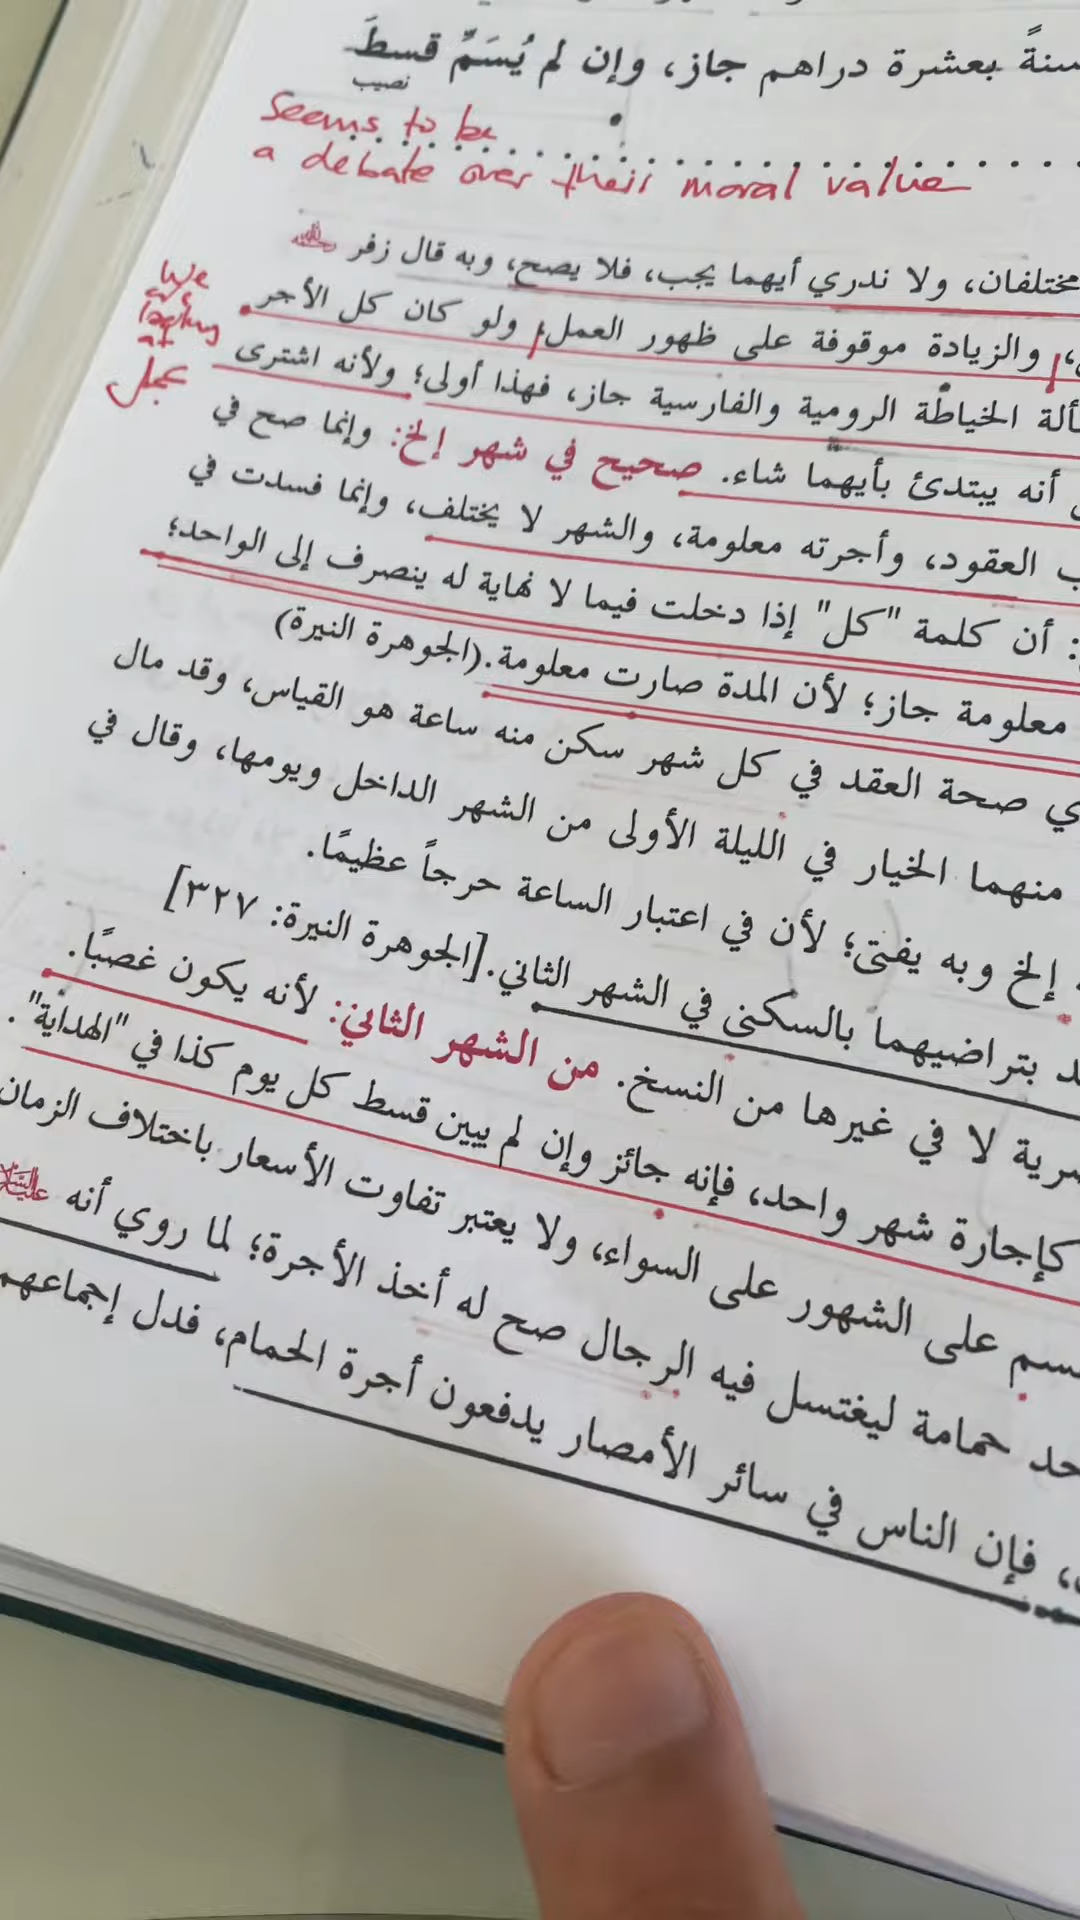 سنةً بعشرة دراهم جاز، وإن لم يُسَمِّ قسطَ
نصيب
Seems to be
a debate over their moral value
مختلفان، ولا ندري أيهما يجب، فلا يصح، وبه قال زفر
We
are
looking
at
عمل
والزيادة موقوفة على ظهور العمل، ولو كان كل الأجر
ألة الخياطة الرومية والفارسية جاز، فهذا أولى؛ ولأنه اشترى
أنه يبتدئ بأيهما شاء. صحيح في شهر إلخ: وإنما صح في
العقود، وأجرته معلومة، والشهر لا يختلف، وإنما فسدت في
: أن كلمة "كل" إذا دخلت فيما لا نهاية له ينصرف إلى الواحد؛
معلومة جاز؛ لأن المدة صارت معلومة.(الجوهرة النيرة)
صحة العقد في كل شهر سكن منه ساعة هو القياس، وقد مال
منهما الخيار في الليلة الأولى من الشهر الداخل ويومها، وقال في
إلخ وبه يفتى؛ لأن في اعتبار الساعة حرجاً عظيمًا.
بتراضيهما بالسكنى في الشهر الثاني.[الجوهرة النيرة: ٣٢٧]
لا في غيرها من النسخ. من الشهر الثاني: لأنه يكون غصبًا.
كإجارة شهر واحد، فإنه جائز وإن لم يبين قسط كل يوم كذا في "الهداية".
على الشهور على السواء، ولا يعتبر تفاوت الأسعار باختلاف الزمان
حمامة ليغتسل فيه الرجال صح له أخذ الأجرة؛ لما روي أنه
، فإن الناس في سائر الأمصار يدفعون أجرة الحمام، فدل إجماعهم